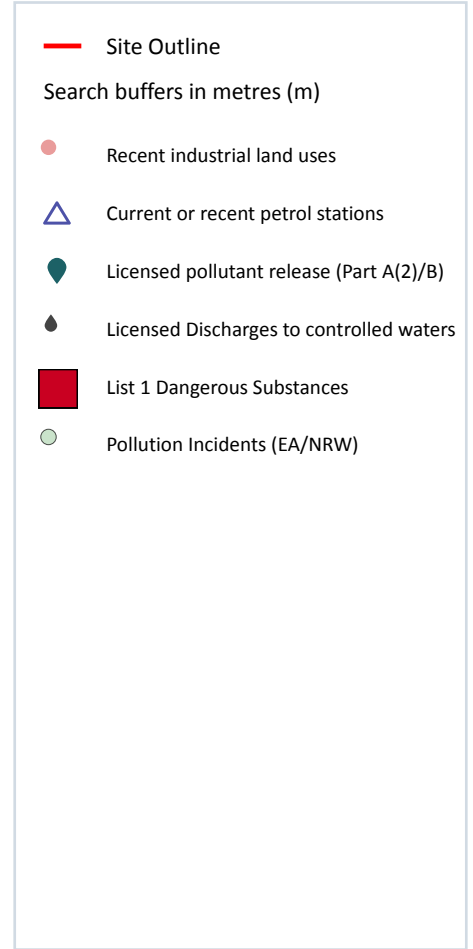 Site Outline
Search buffers in metres (m)
Recent industrial land uses
Current or recent petrol stations
Licensed pollutant release (Part A(2)/B)
Licensed Discharges to controlled waters
List 1 Dangerous Substances
Pollution Incidents (EA/NRW)